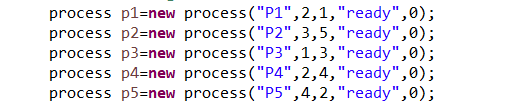 process p1=new process("P1",2,1,"ready",0);
process p2=new process("P2",3,5,"ready",0);
process p3=new process("P3",1,3,"ready",0);
process p4=new process("P4",2,4,"ready",0);
process p5=new process("P5",4,2,"ready",0);